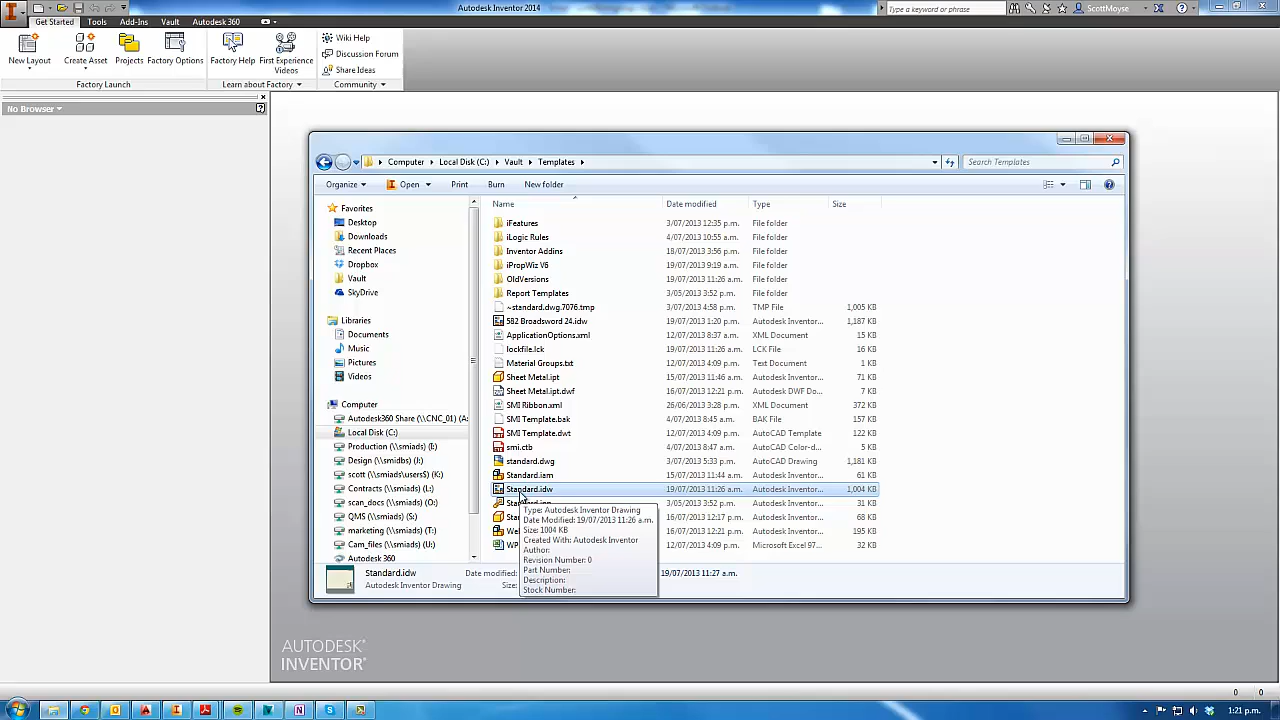 Autodesk Inventor 2014
Type a keyword or phrase
ScottMoyse
Get Started Tools Add-Ins Vault Autodesk 360
New Layout
Create Asset
Projects
Factory Options
Factory Help
First Experience Videos
Wiki Help
Discussion Forum
Share Ideas
Factory Launch
Learn about Factory
Community
No Browser
Computer Local Disk (C:) Vault Templates
Search Templates
Organize Open Print Burn New folder
Name Date modified Type Size
Favorites
Desktop
Downloads
Recent Places
Dropbox
Vault
SkyDrive
Libraries
Documents
Music
Pictures
Videos
Computer
Autodesk360 Share (\\CNC_01) (A
Local Disk (C:)
Production (\\smiads) (I:)
Design (\\smidbs) (J:)
scott (\\smiads\users$) (K:)
Contracts (\\smiads) (L:)
scan_docs (\\smiads) (O:)
QMS (\\smiads) (S:)
marketing (\\smiads) (T:)
Cam_files (\\smiads) (U:)
Autodesk 360
iFeatures 3/07/2013 12:35 p.m. File folder
iLogic Rules 4/07/2013 10:55 a.m. File folder
Inventor Addins 18/07/2013 3:56 p.m. File folder
iPropWiz V6 19/07/2013 9:19 a.m. File folder
OldVersions 19/07/2013 11:26 a.m. File folder
Report Templates 3/05/2013 3:52 p.m. File folder
~standard.dwg.7076.tmp 3/07/2013 4:58 p.m. TMP File 1,005 KB
582 Broadsword 24.idw 19/07/2013 1:20 p.m. Autodesk Inventor... 1,187 KB
ApplicationOptions.xml 12/07/2013 8:37 a.m. XML Document 15 KB
lockfile.lck 19/07/2013 11:26 a.m. LCK File 16 KB
Material Groups.txt 12/07/2013 4:09 p.m. Text Document 1 KB
Sheet Metal.ipt 15/07/2013 11:46 a.m. Autodesk Inventor... 71 KB
Sheet Metal.ipt.dwf 16/07/2013 12:21 p.m. Autodesk DWF Do... 7 KB
SMI Ribbon.xml 26/06/2013 3:28 p.m. XML Document 372 KB
SMI Template.bak 4/07/2013 8:45 a.m. BAK File 157 KB
SMI Template.dwt 12/07/2013 4:09 p.m. AutoCAD Template 122 KB
smi.ctb 4/07/2013 8:47 a.m. AutoCAD Color-d... 5 KB
standard.dwg 3/07/2013 5:33 p.m. AutoCAD Drawing 1,181 KB
Standard.iam 15/07/2013 11:44 a.m. Autodesk Inventor... 61 KB
Standard.idw 19/07/2013 11:26 a.m. Autodesk Inventor... 1,004 KB
3/05/2013 3:52 p.m. Autodesk Inventor... 31 KB
Sta 16/07/2013 12:17 p.m. Autodesk Inventor... 68 KB
We 16/07/2013 12:31 p.m. Autodesk Inventor... 195 KB
WP 12/07/2013 4:09 p.m. Microsoft Excel 97... 32 KB
Type: Autodesk Inventor Drawing
Date Modified: 19/07/2013 11:26 a.m.
Size: 1004 KB
Created With: Autodesk Inventor
Author:
Revision Number: 0
Part Number:
Description:
Stock Number:
Standard.idw Date modified: 19/07/2013 11:27 a.m.
Autodesk Inventor Drawing Size:
AUTODESK®
INVENTOR®
0 0
1:21 p.m.